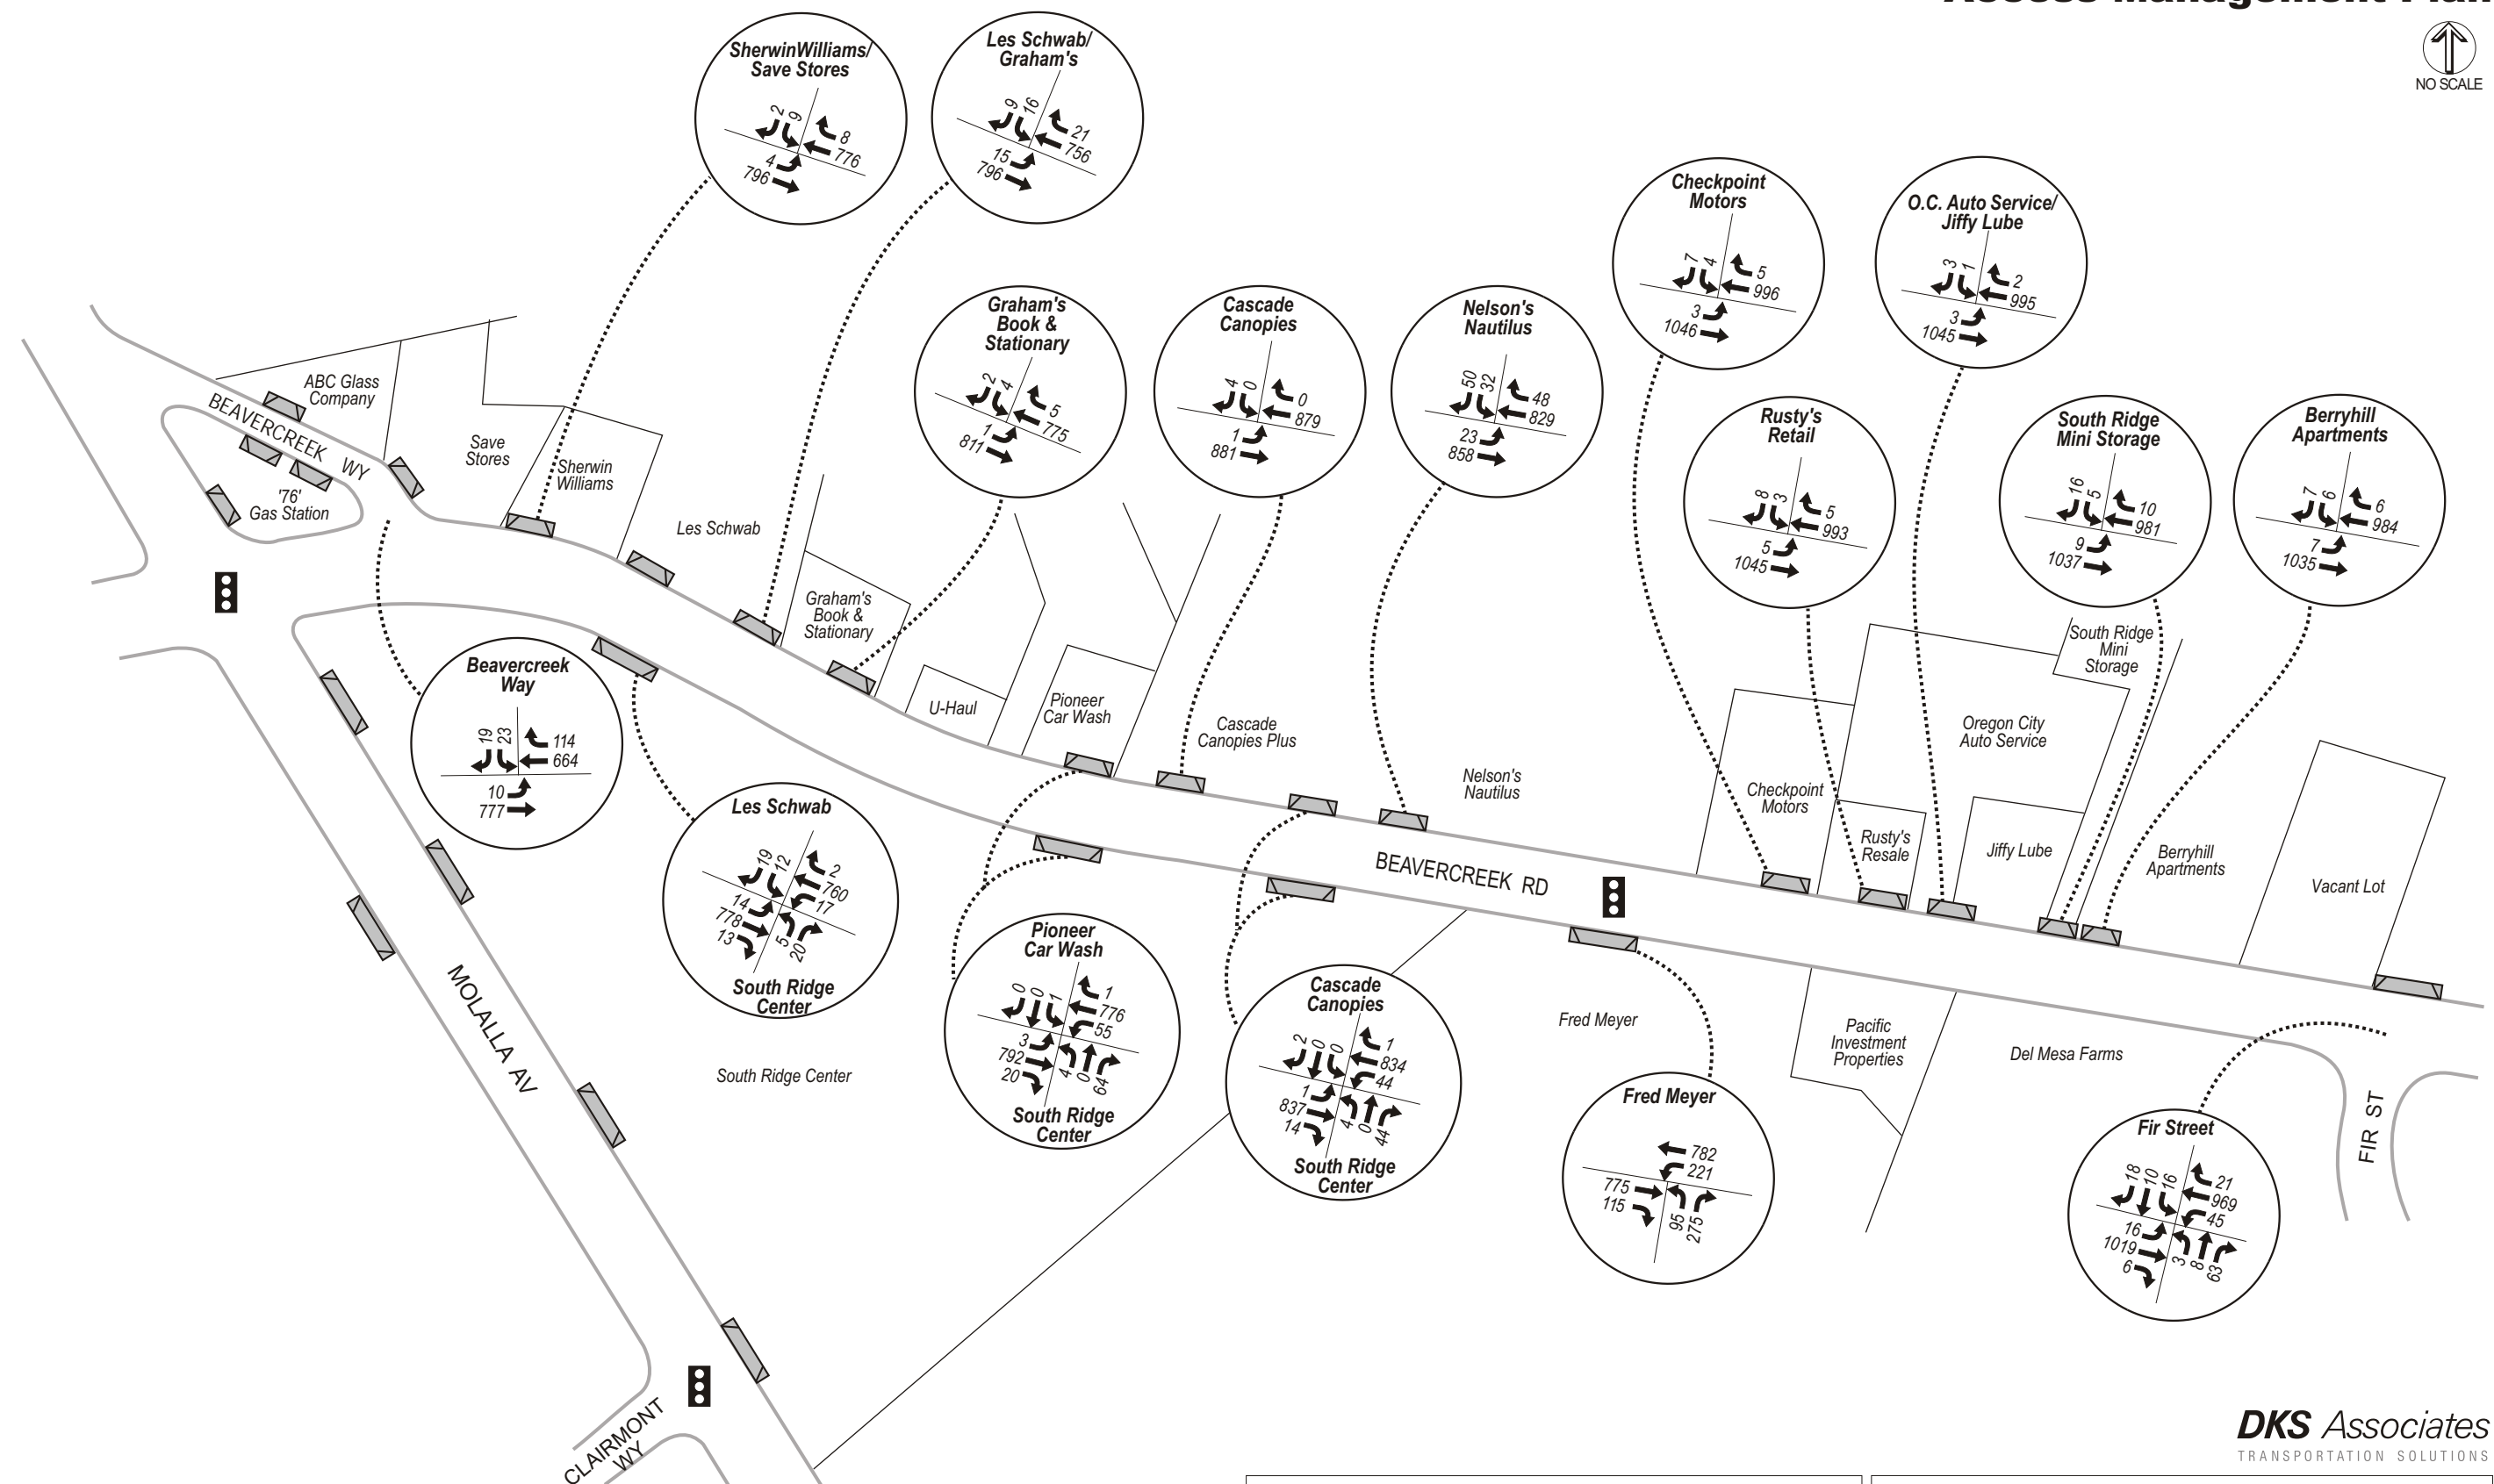 Access Management Plan
NO SCALE
SherwinWilliams/
Save Stores
2
9
8
776
4
796
Les Schwab/
Graham's
9
16
21
756
15
796
Checkpoint
Motors
7
4
5
996
3
1046
O.C. Auto Service/
Jiffy Lube
3
1
2
995
3
1045
Graham's
Book &
Stationary
2
4
5
775
1
811
Cascade
Canopies
4
0
0
879
1
881
Nelson's
Nautilus
50
32
48
829
23
858
Rusty's
Retail
8
3
5
993
5
1045
South Ridge
Mini Storage
16
5
10
981
9
1037
Berryhill
Apartments
7
6
6
984
7
1035
ABC Glass
Company
BEAVERCREEK WY
'76'
Gas Station
Save
Stores
Sherwin
Williams
Les Schwab
Graham's
Book &
Stationary
U-Haul
Pioneer
Car Wash
Cascade
Canopies Plus
Nelson's
Nautilus
Checkpoint
Motors
Rusty's
Resale
Oregon City
Auto Service
Jiffy Lube
South Ridge
Mini
Storage
Berryhill
Apartments
Vacant Lot
BEAVERCREEK RD
Beavercreek
Way
19
23
114
664
10
777
Les Schwab
19
12
2
760
17
14
778
13
5
20
South Ridge
Center
Pioneer
Car Wash
0
0
1
1
776
55
3
792
20
4
0
64
South Ridge
Center
Cascade
Canopies
2
0
0
1
834
44
1
837
14
4
0
44
South Ridge
Center
Fred Meyer
Fred Meyer
782
221
775
115
95
275
Pacific
Investment
Properties
Del Mesa Farms
Fir Street
18
10
16
21
969
45
16
1019
6
3
8
63
FIR ST
MOLALLA AV
South Ridge Center
CLAIRMONT
WY
DKS Associates
TRANSPORTATION SOLUTIONS